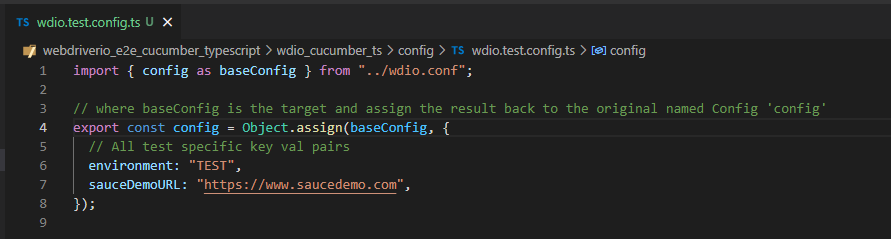 TS wdio.test.config.ts U ×
webdriverio_e2e_cucumber_typescript > wdio_cucumber_ts > config > TS wdio.test.config.ts > config
1 import { config as baseConfig } from "../wdio.conf";
2
3 // where baseConfig is the target and assign the result back to the original named Config 'config'
4 export const config = Object.assign(baseConfig, {
5 // All test specific key val pairs
6 environment: "TEST",
7 sauceDemoURL: "https://www.saucedemo.com",
8 });
9